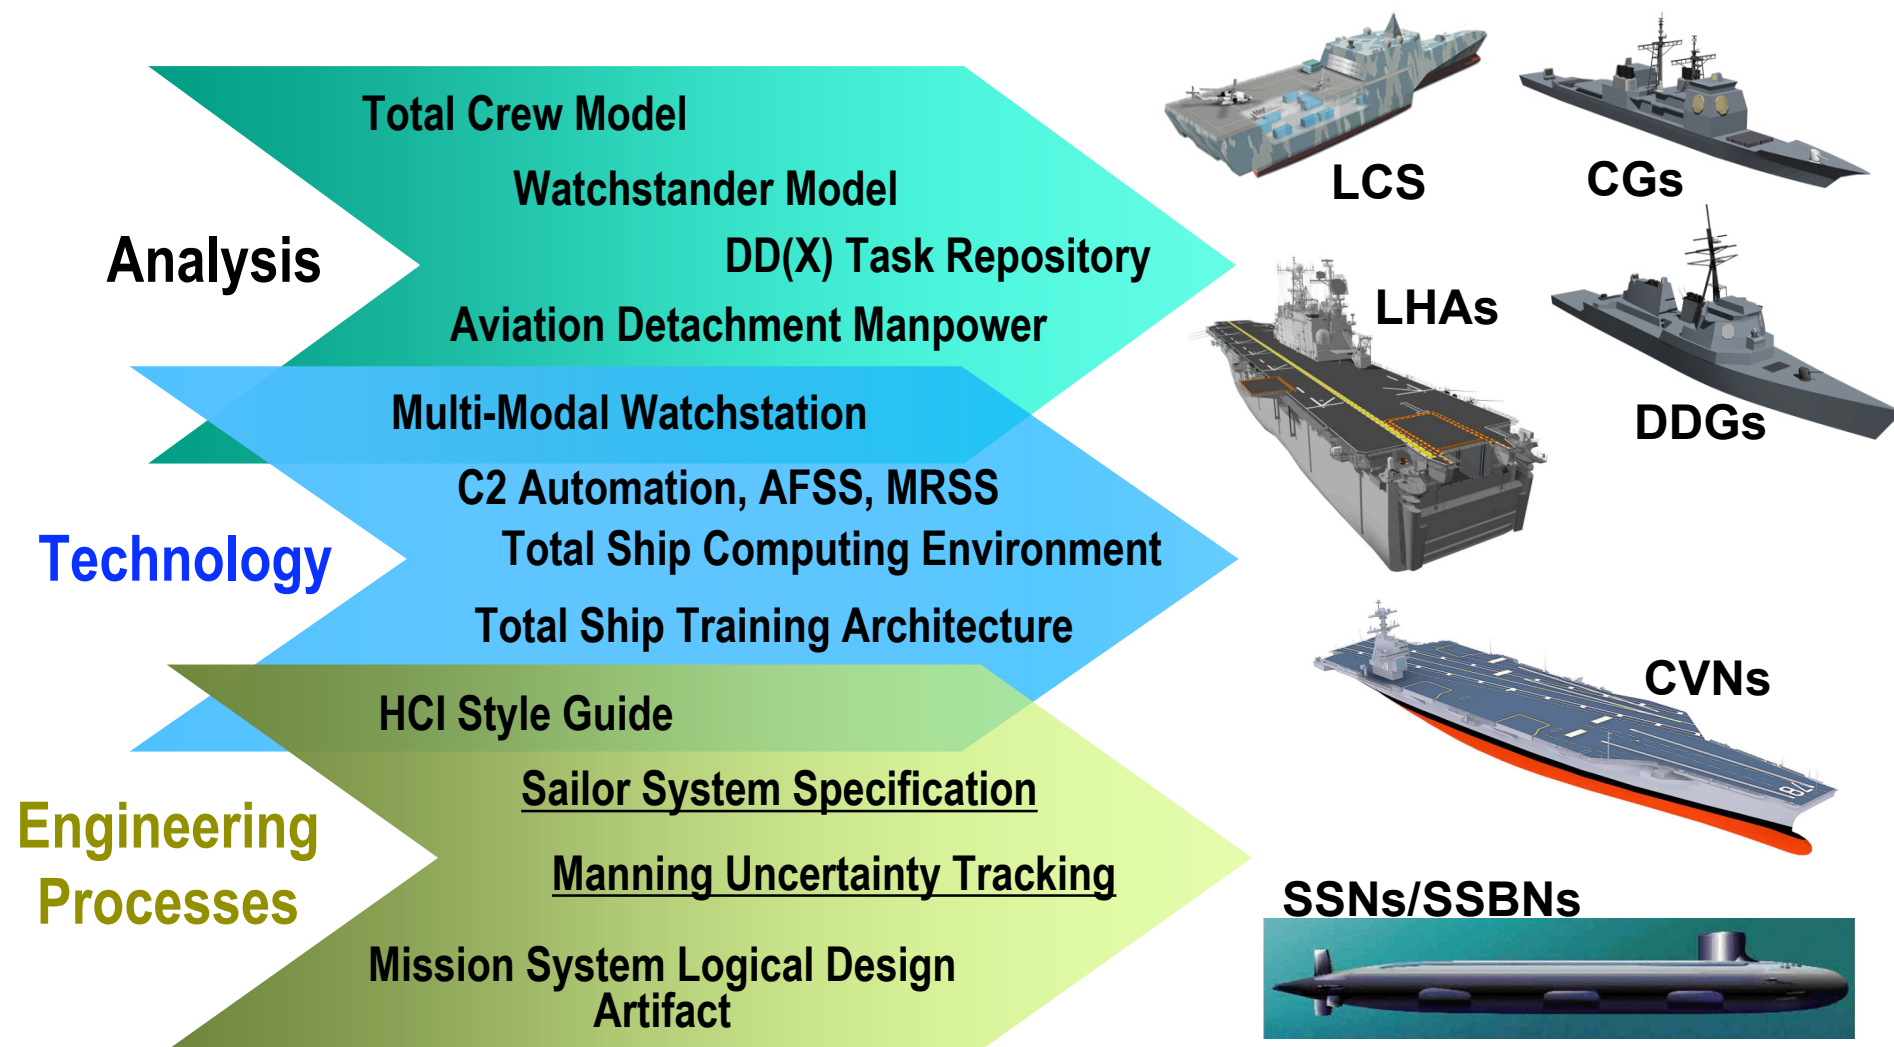 Total Crew Model
Watchstander Model
Analysis
DD(X) Task Repository
Aviation Detachment Manpower
Multi-Modal Watchstation
C2 Automation, AFSS, MRSS
Technology
Total Ship Computing Environment
Total Ship Training Architecture
HCI Style Guide
Sailor System Specification
Engineering
Processes
Manning Uncertainty Tracking
Mission System Logical Design
Artifact
LCS
CGs
LHAs
DDGs
CVNs
78
SSNs/SSBNs